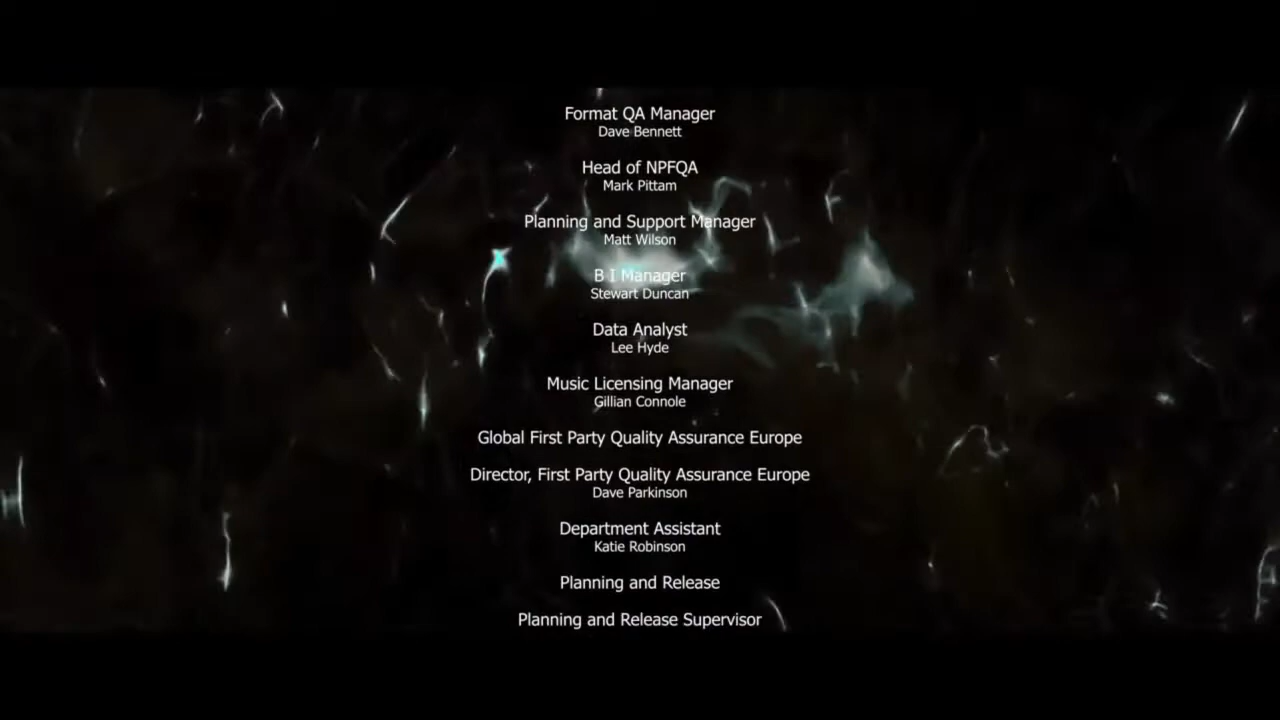 Format QA Manager
Dave Bennett
Head of NPFQA
Mark Pittam
Planning and Support Manager
Matt Wilson
B I Manager
Stewart Duncan
Data Analyst
Lee Hyde
Music Licensing Manager
Gillian Connole
Global First Party Quality Assurance Europe
Director, First Party Quality Assurance Europe
Dave Parkinson
Department Assistant
Katie Robinson
Planning and Release
Planning and Release Supervisor